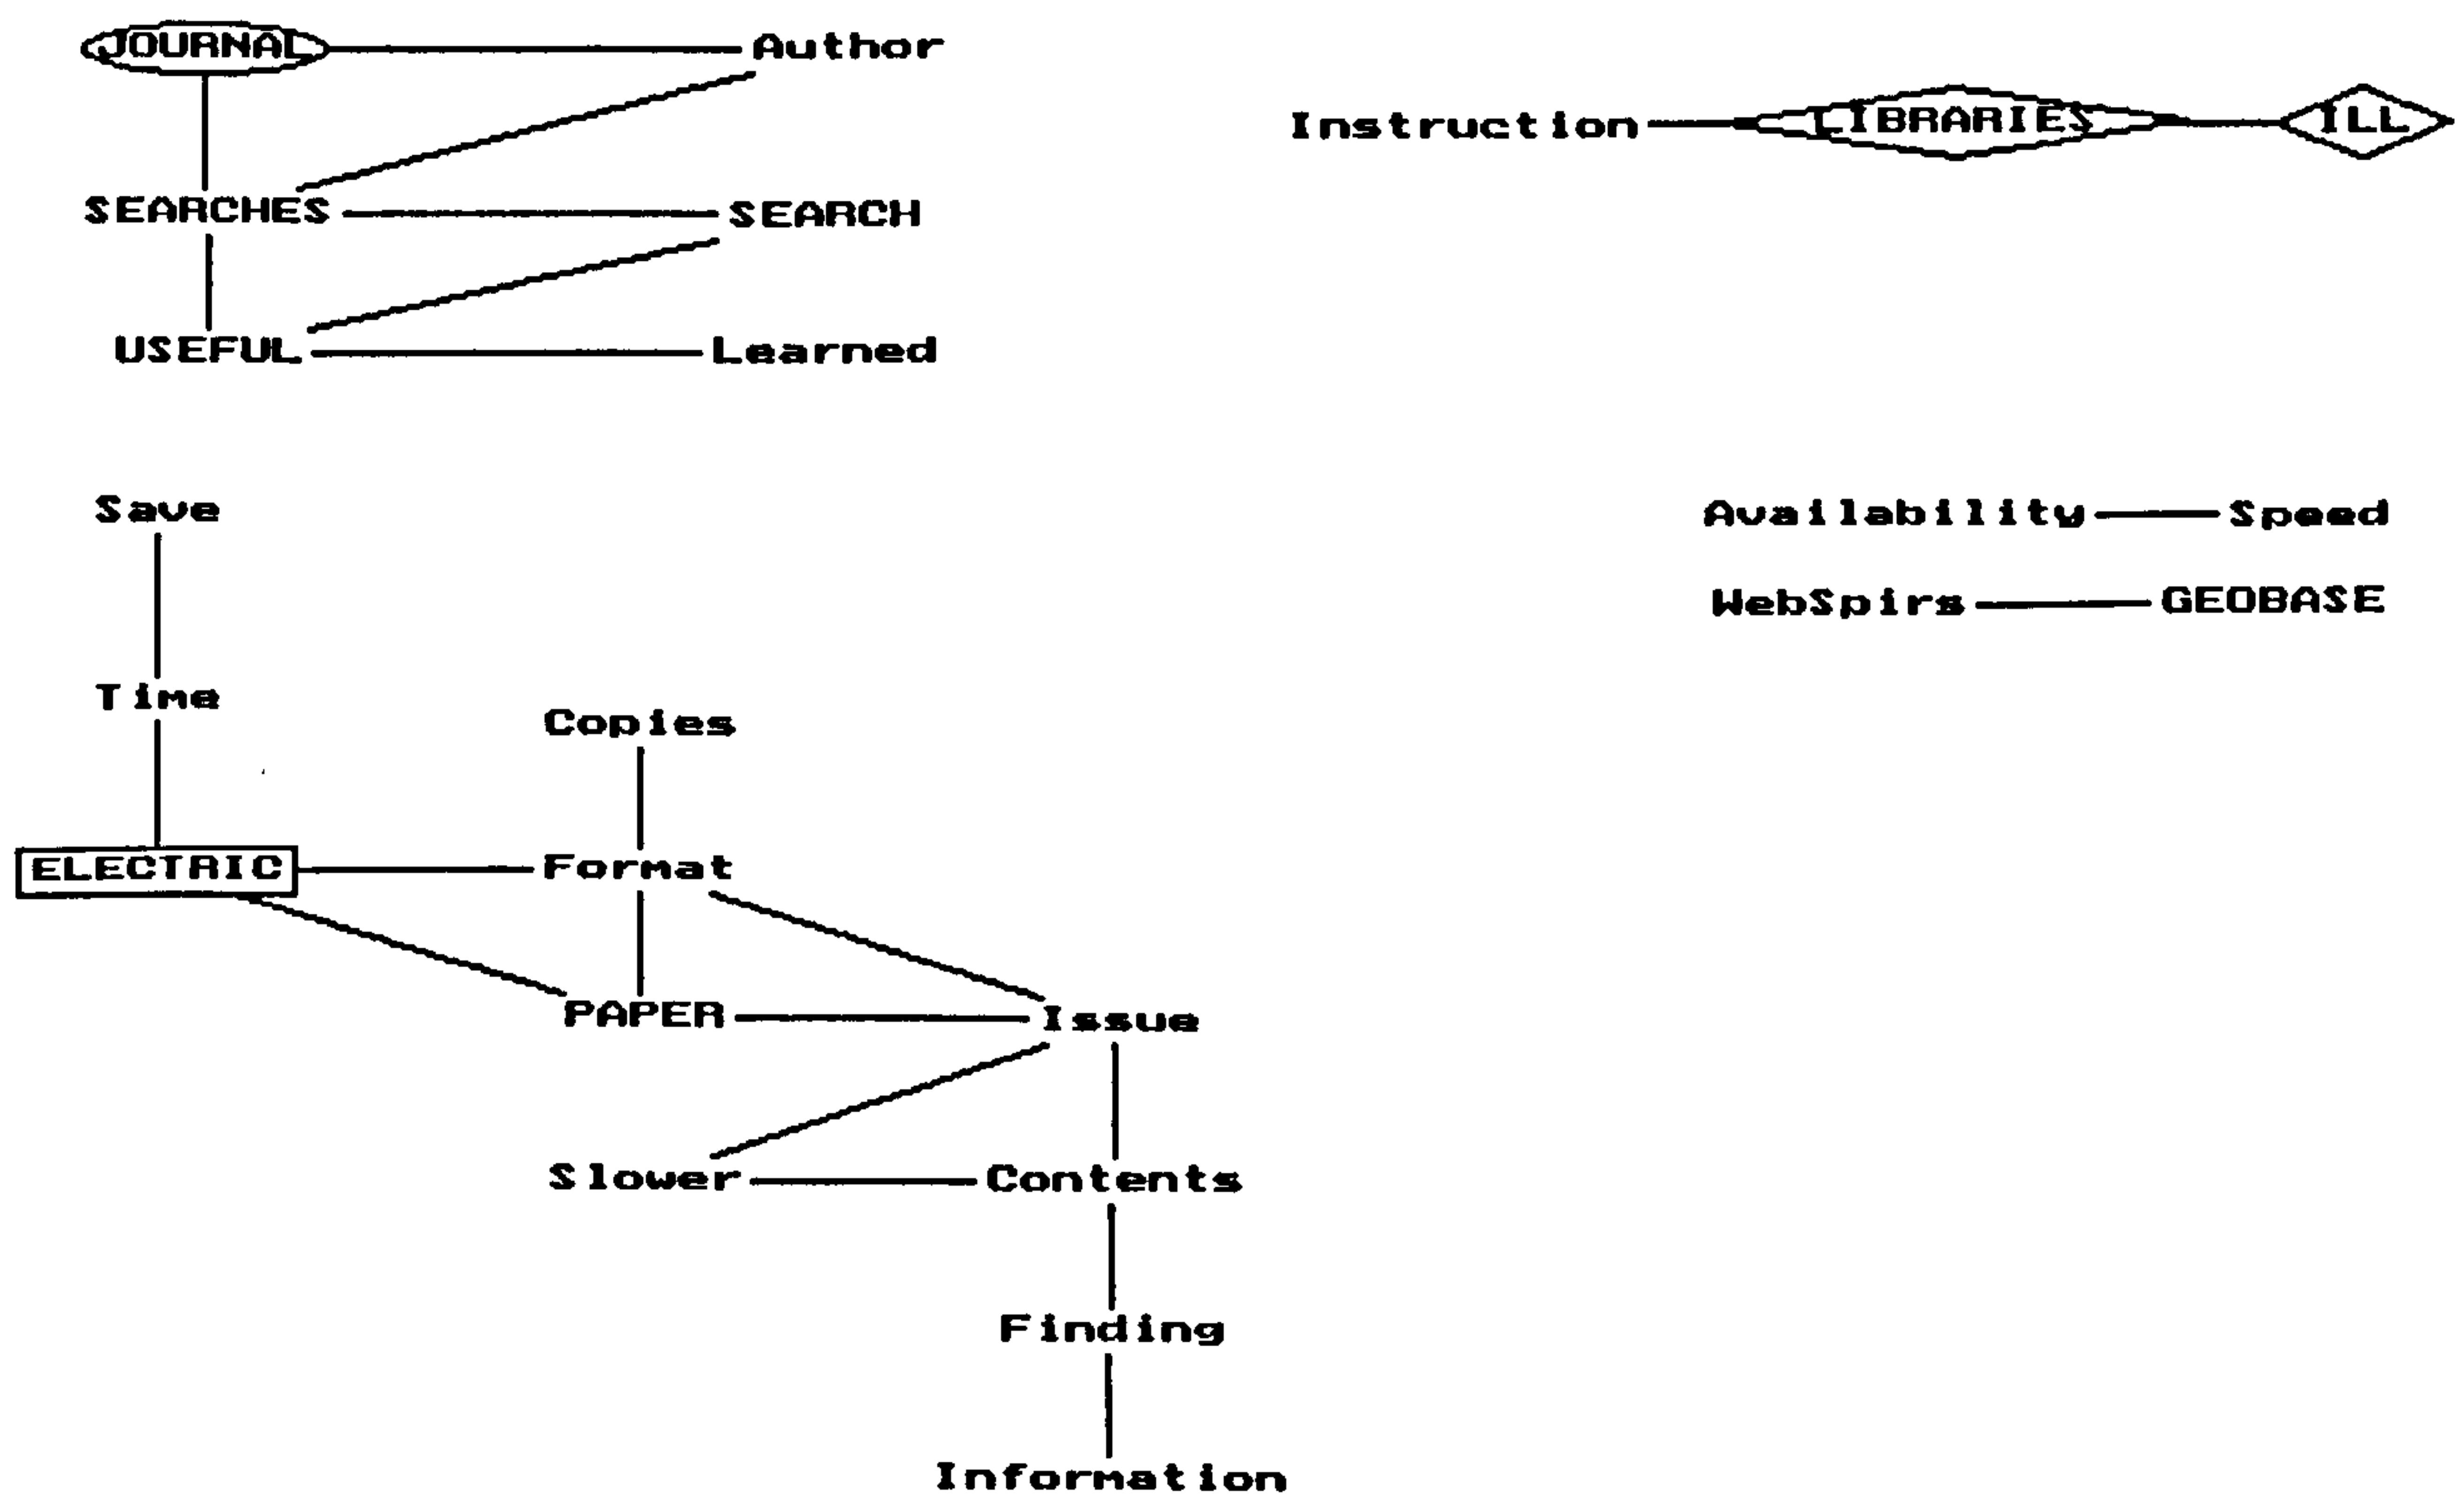 JOURNAL Author
Instruction LIBRARIES ILL
SEARCHES SEARCH
USEFUL Learned
Save
Availability Speed
WebSpirs GEOBASE
Time
Copies
ELECTRIC Format
PAPER Issue
Slower Contents
Finding
Information